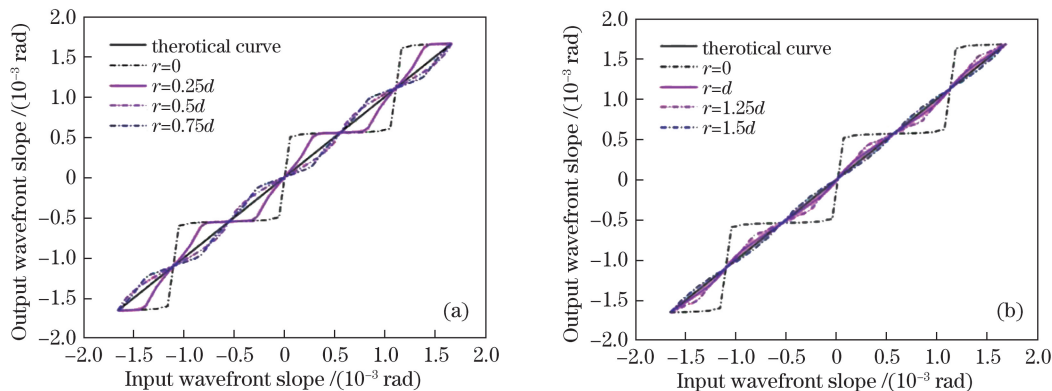 2.0
1.5
1.0
0.5
0
−0.5
−1.0
−1.5
−2.0
Output wavefront slope /(10⁻³ rad)
therotical curve
r=0
r=0.25d
r=0.5d
r=0.75d
(a)
−2.0 −1.5 −1.0 −0.5 0 0.5 1.0 1.5 2.0
Input wavefront slope /(10⁻³ rad)
2.0
1.5
1.0
0.5
0
−0.5
−1.0
−1.5
−2.0
Output wavefront slope /(10⁻³ rad)
therotical curve
r=0
r=d
r=1.25d
r=1.5d
(b)
−2.0 −1.5 −1.0 −0.5 0 0.5 1.0 1.5 2.0
Input wavefront slope /(10⁻³ rad)